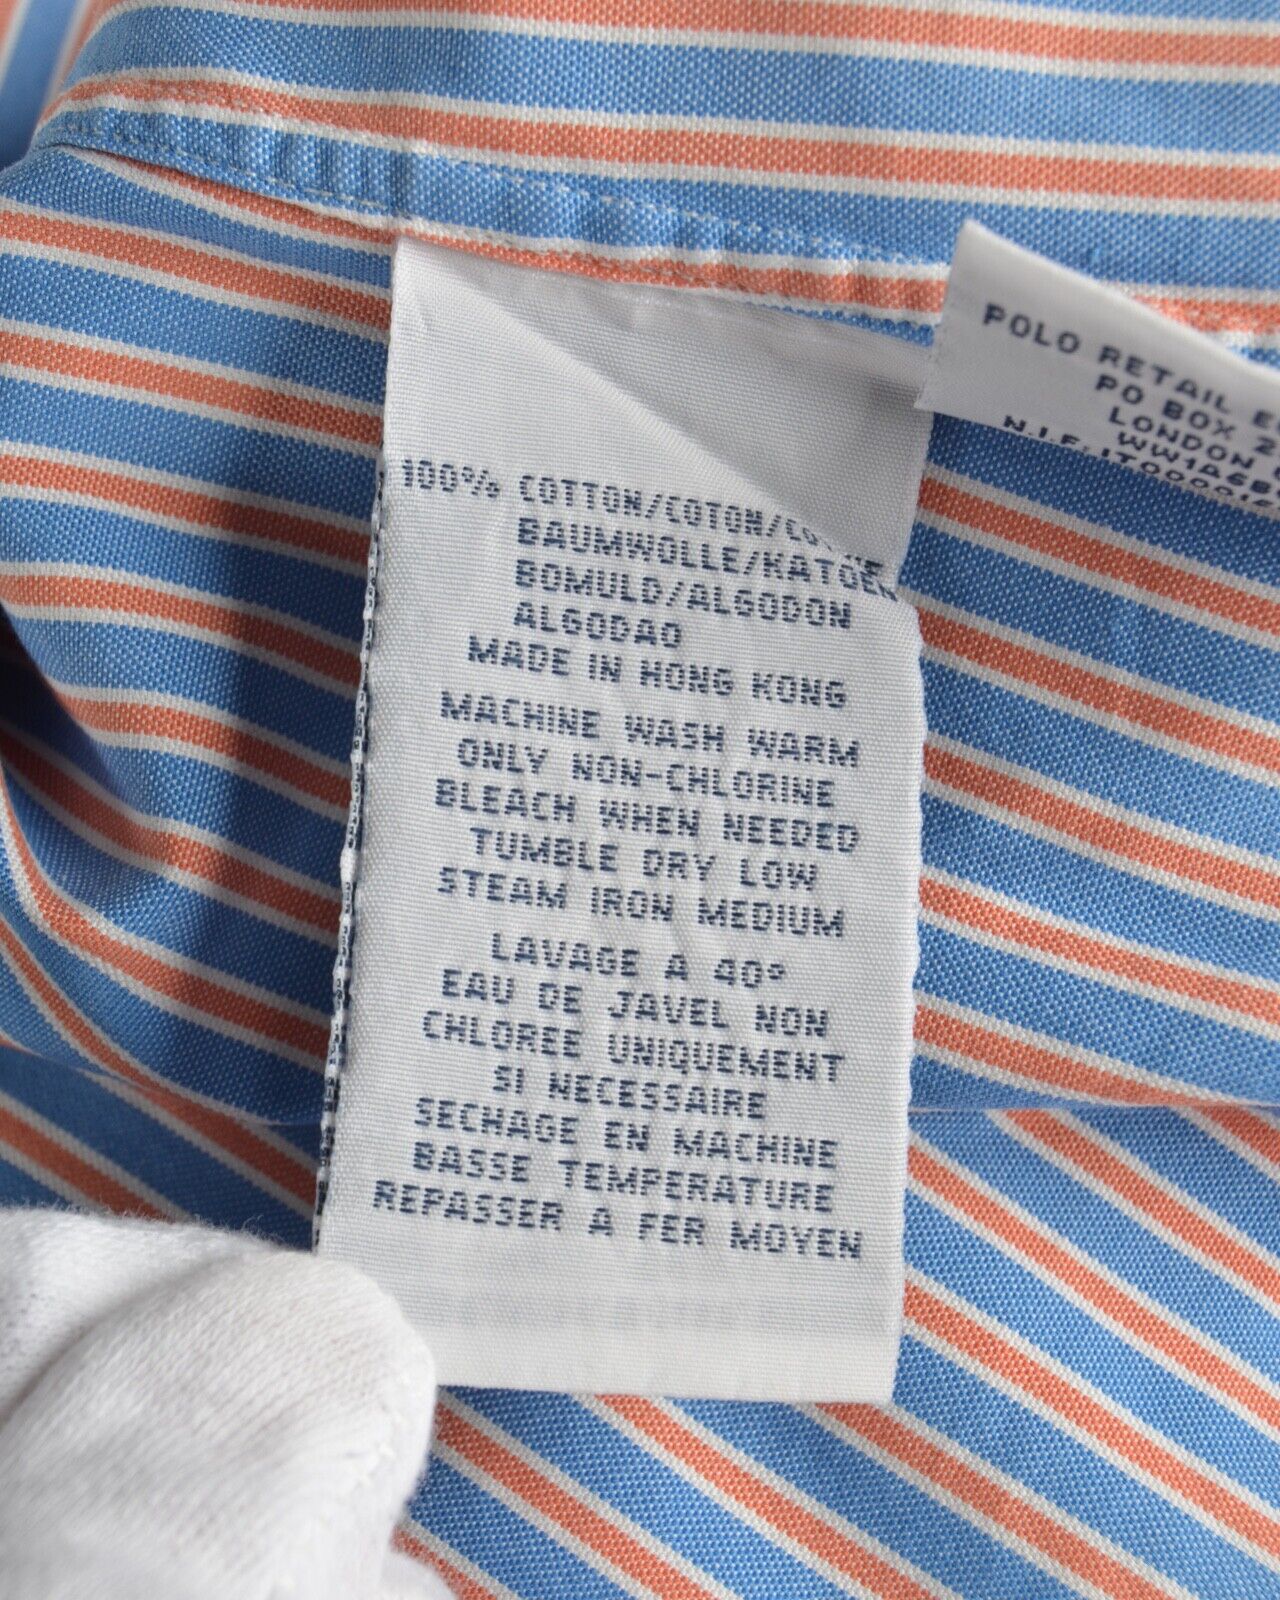 100% COTTON/COTON/
BAUMWOLLE/KATOEN
BOMULD/ALGODON
ALGODAO
MADE IN HONG KONG
MACHINE WASH WARM
ONLY NON-CHLORINE
BLEACH WHEN NEEDED
TUMBLE DRY LOW
STEAM IRON MEDIUM
LAVAGE A 40°
EAU DE JAVEL NON
CHLOREE UNIQUEMENT
SI NECESSAIRE
SECHAGE EN MACHINE
BASSE TEMPERATURE
REPASSER A FER MOYEN
POLO RETAIL
PO BOX
LONDON
N.I.F.